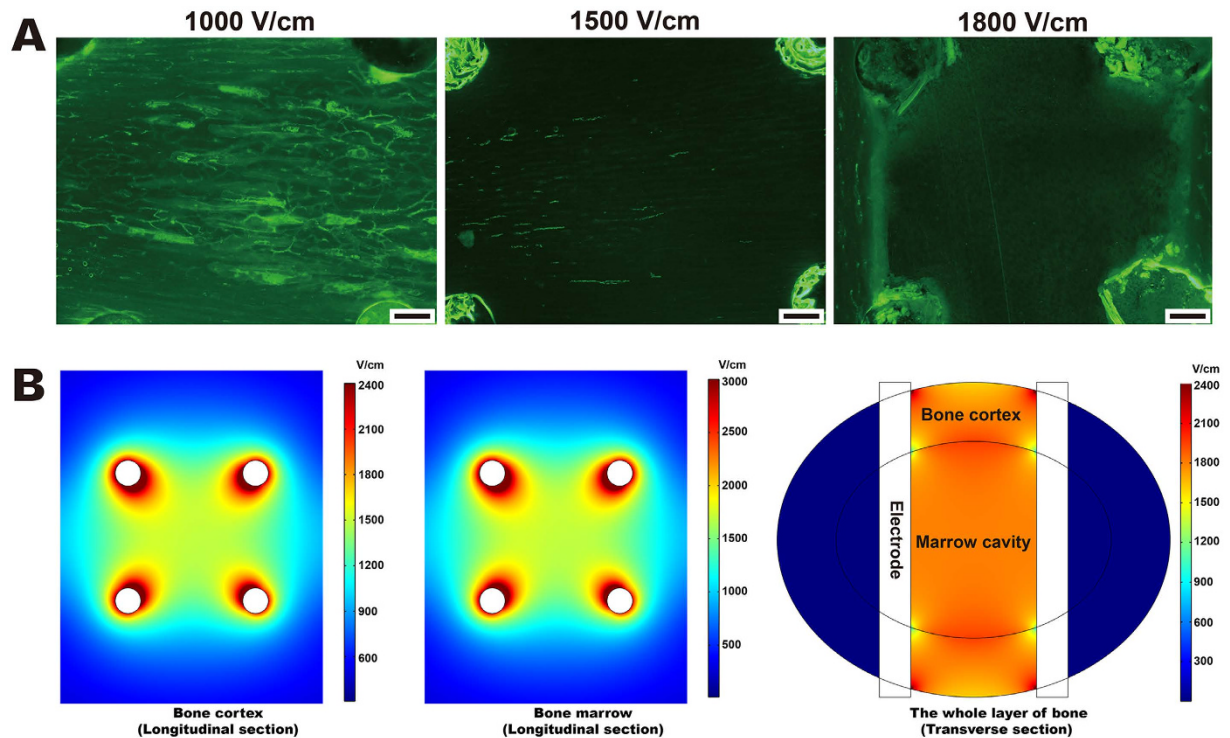 A
1000 V/cm
1500 V/cm
1800 V/cm
B
V/cm
2400
2100
1800
1500
1200
900
600
Bone cortex
(Longitudinal section)
V/cm
3000
2500
2000
1500
1000
500
Bone marrow
(Longitudinal section)
Bone cortex
Electrode
Marrow cavity
V/cm
2400
2100
1800
1500
1200
900
600
300
The whole layer of bone
(Transverse section)